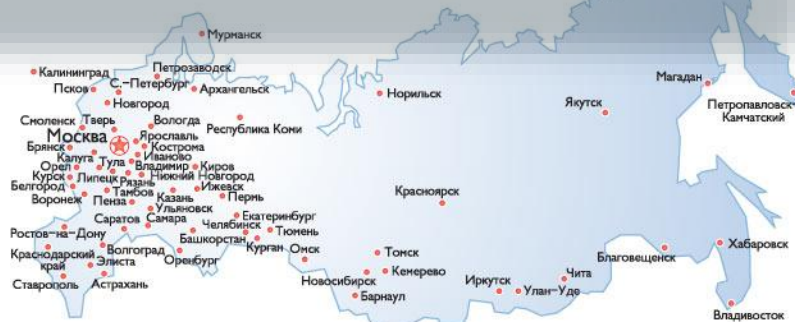 Мурманск
Калининград
Петрозаводск
Псков
С.-Петербург
Архангельск
Новгород
Норильск
Магадан
Якутск
Петропавловск
Камчатский
Смоленск
Тверь
Вологда
Республика Коми
Москва
Ярославль
Брянск
Кострома
Калуга
Иваново
Орел
Тула
Владимир
Киров
Курск
Липецк
Рязань
Нижний Новгород
Белгород
Тамбов
Ижевск
Воронеж
Пенза
Казань
Пермь
Красноярск
Ульяновск
Саратов
Самара
Екатеринбург
Челябинск
Тюмень
Ростов-на-Дону
Башкорстан
Курган
Омск
Томск
Хабаровск
Краснодарский
край
Волгоград
Элиста
Оренбург
Благовещенск
Новосибирск
Кемерово
Иркутск
Чита
Ставрополь
Астрахань
Барнаул
Улан-Уде
Владивосток